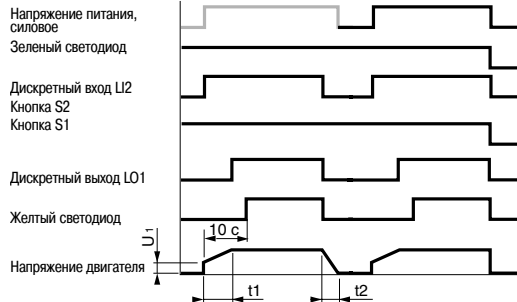 Напряжение питания,
силовое
Зеленый светодиод
Дискретный вход LI2
Кнопка S2
Кнопка S1
Дискретный выход LO1
Желтый светодиод
10 с
U1
Напряжение двигателя
t1
t2